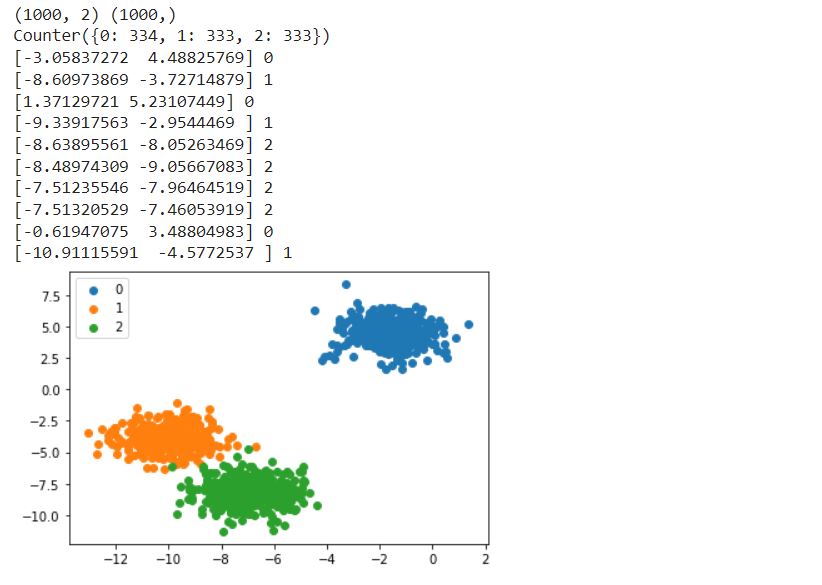 (1000, 2) (1000,)
Counter({0: 334, 1: 333, 2: 333})
[-3.05837272  4.48825769] 0
[-8.60973869 -3.72714879] 1
[1.37129721 5.23107449] 0
[-9.33917563 -2.9544469 ] 1
[-8.63895561 -8.05263469] 2
[-8.48974309 -9.05667083] 2
[-7.51235546 -7.96464519] 2
[-7.51320529 -7.46053919] 2
[-0.61947075  3.48804983] 0
[-10.91115591  -4.5772537 ] 1
0
1
2
7.5
5.0
2.5
0.0
−2.5
−5.0
−7.5
−10.0
−12 −10 −8 −6 −4 −2 0 2